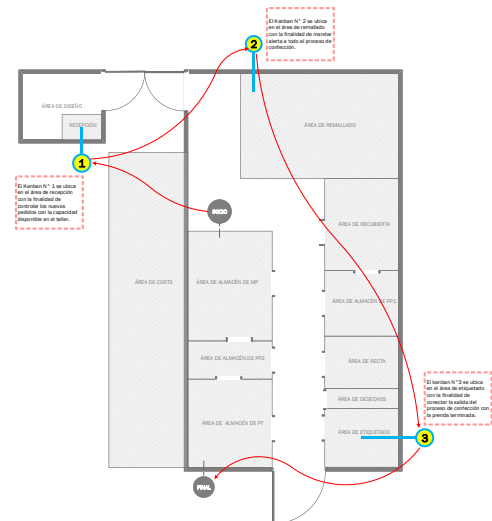 El Kanban N° 2 se ubica
en el área de remallado
con la finalidad de mandar
alerta a todo el proceso de
confección.
2
ÁREA DE DISEÑO
RECEPCIÓN
ÁREA DE REMALLADO
1
El Kanban N° 1 se ubica
en el área de recepción
con la finalidad de
controlar los nuevos
pedidos con la capacidad
disponible en el taller.
INICIO
ÁREA DE RECUBIERTA
ÁREA DE CORTE
ÁREA DE ALMACÉN DE MP
ÁREA DE ALMACÉN DE PP1
ÁREA DE ALMACÉN DE PP2
ÁREA DE RECTA
El kanban N°3 se ubica
en el área de etiquetado
con la finalidad de
conectar la salida del
proceso de confección con
la prenda terminada.
ÁREA DE DESECHOS
ÁREA DE ALMACÉN DE PT
ÁREA DE ETIQUETADO
3
FINAL